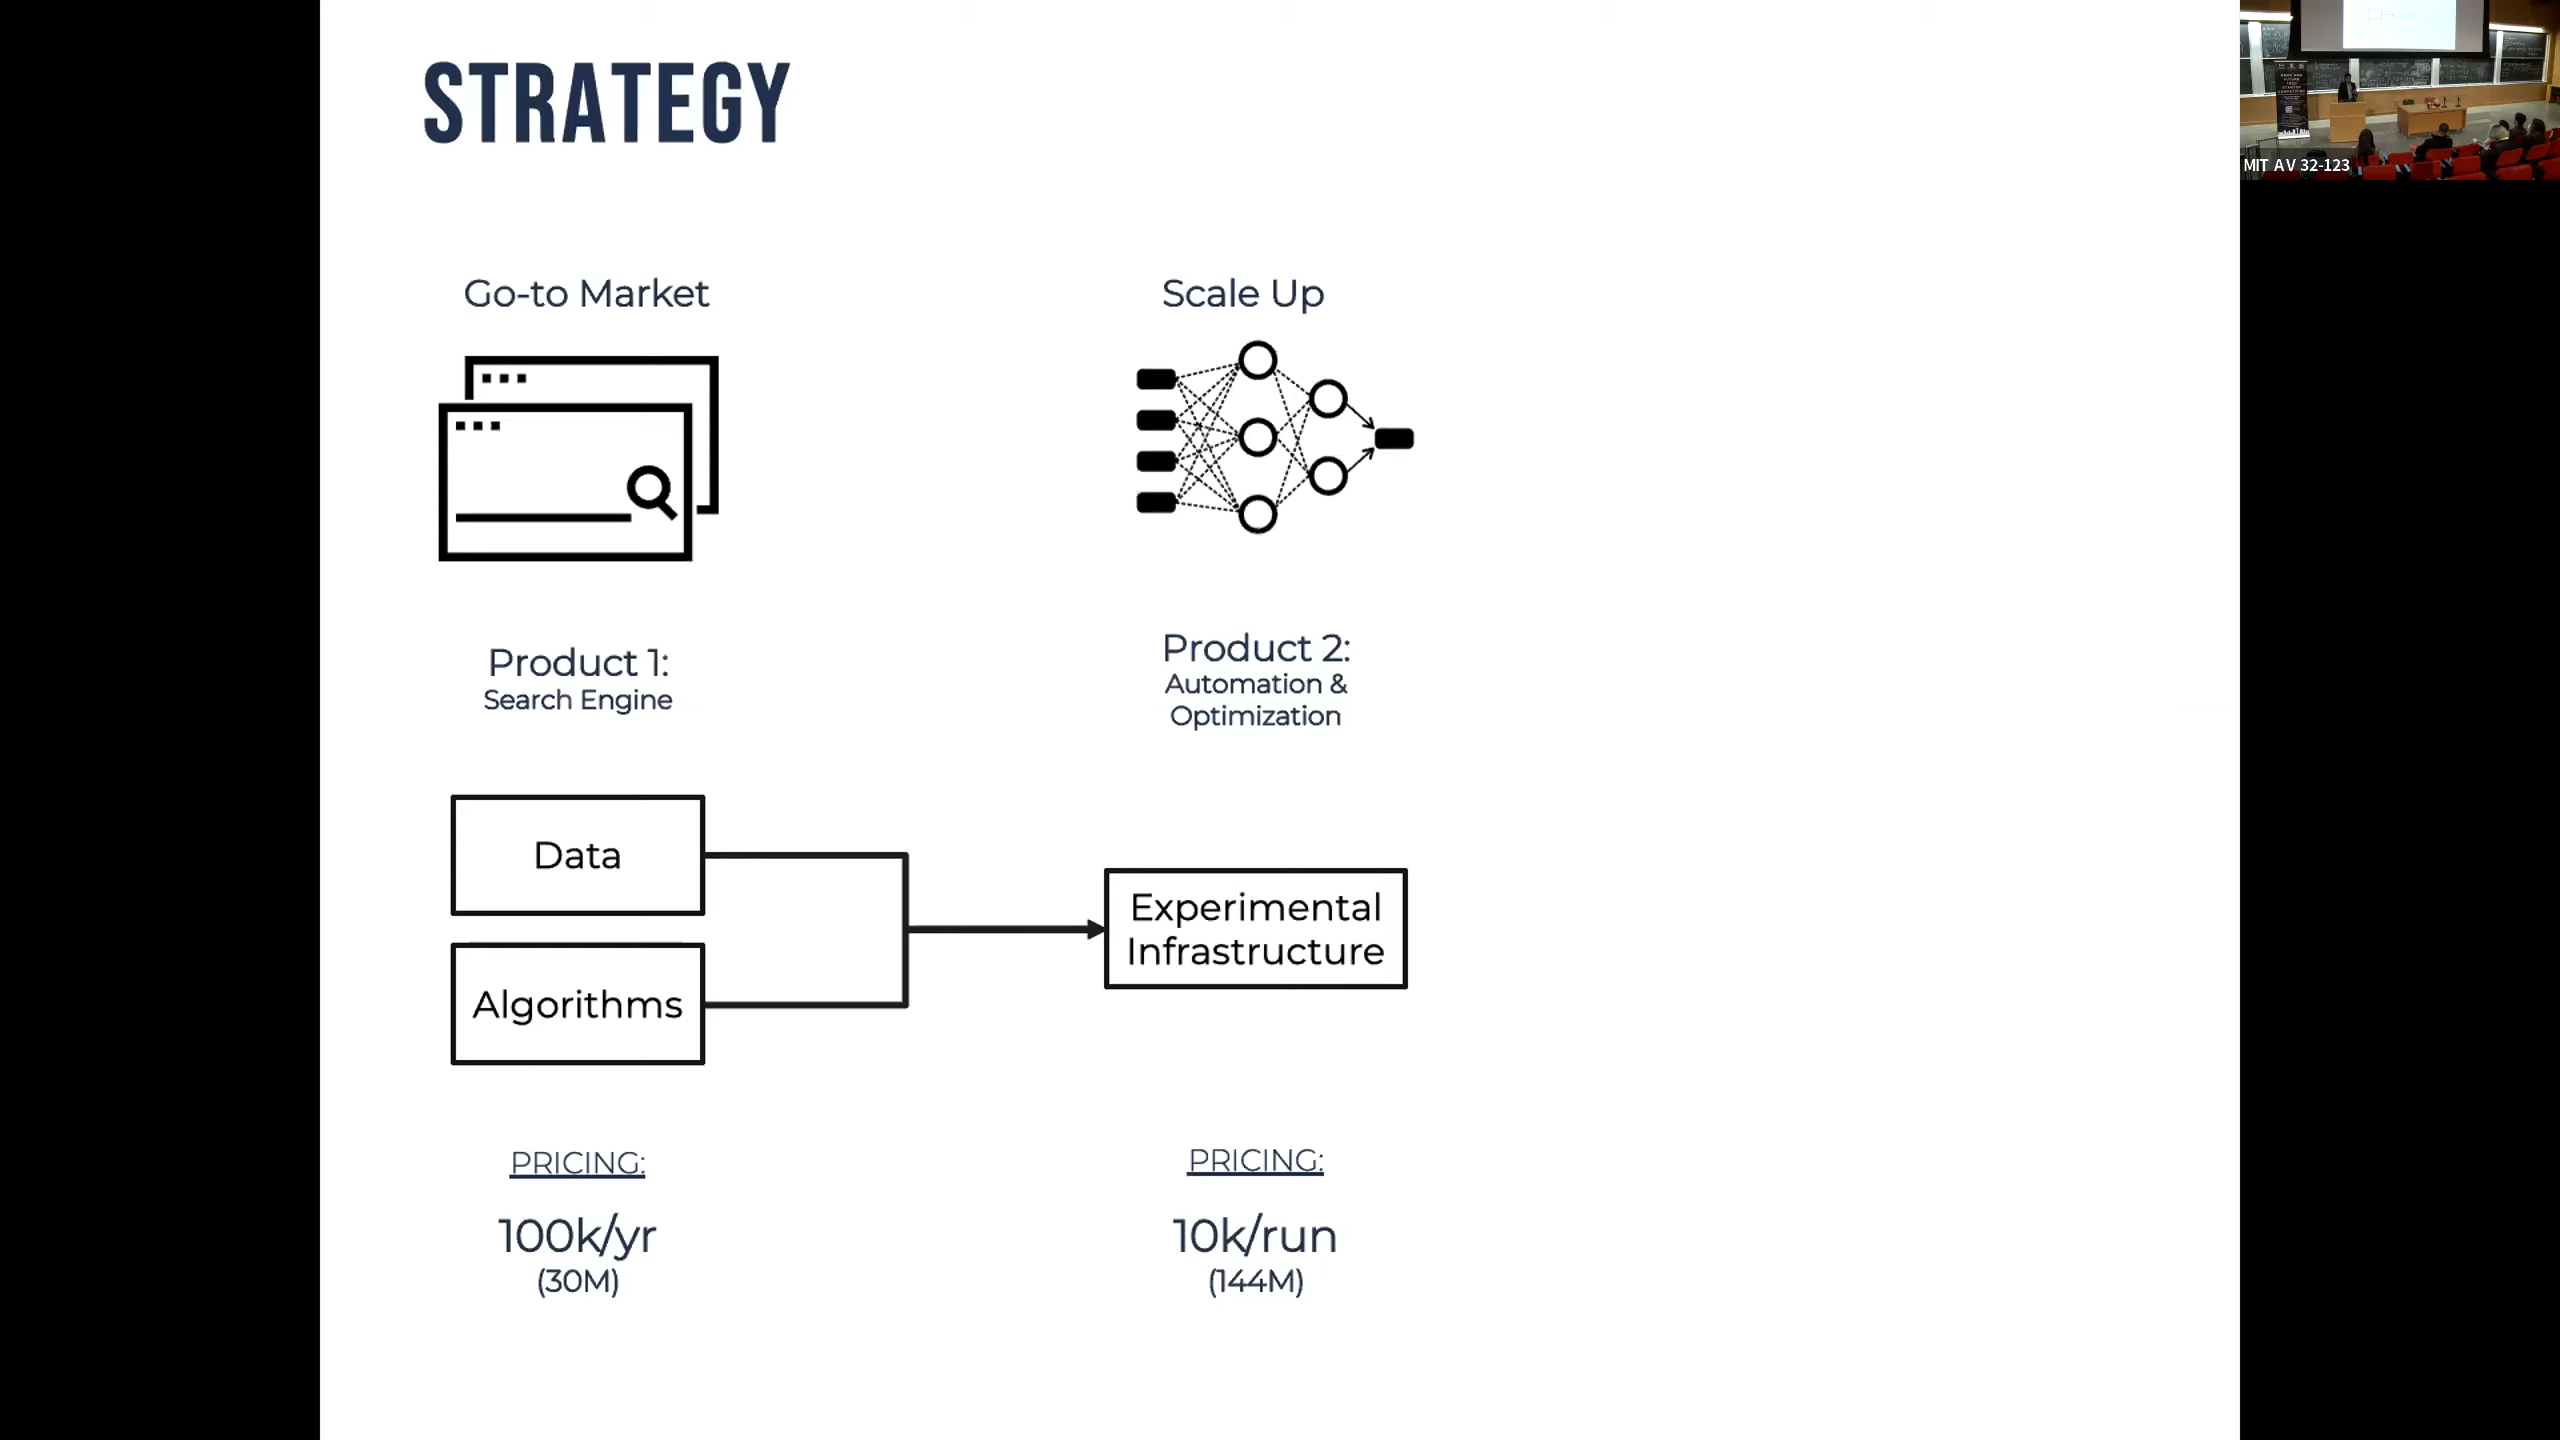 STRATEGY
Go-to Market
Scale Up
Product 1:
Search Engine
Product 2:
Automation &
Optimization
Data
Algorithms
Experimental
Infrastructure
PRICING:
100k/yr
(30M)
PRICING:
10k/run
(144M)
MIT AV 32-123